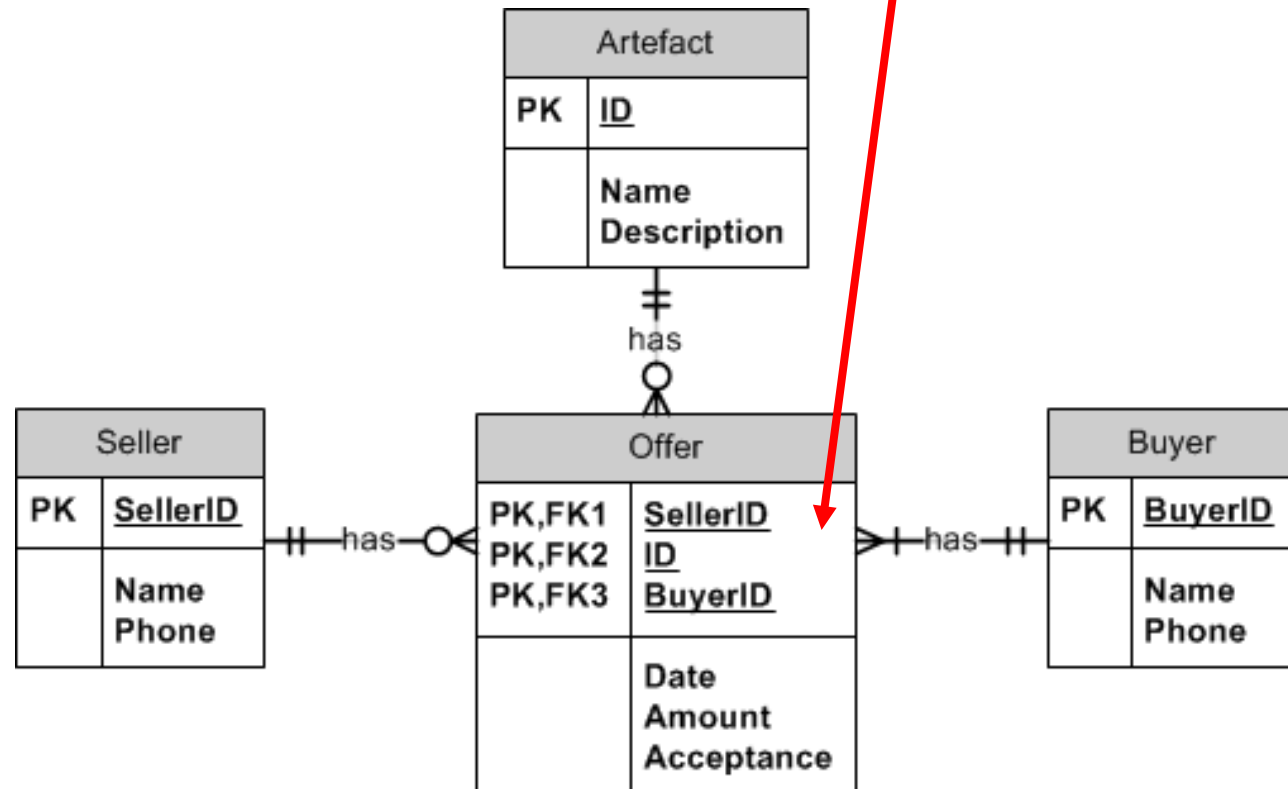 Artefact
PK ID
Name
Description
has
Seller
PK SellerID
Name
Phone
has
Offer
PK,FK1 SellerID
PK,FK2 ID
PK,FK3 BuyerID
Date
Amount
Acceptance
has
Buyer
PK BuyerID
Name
Phone